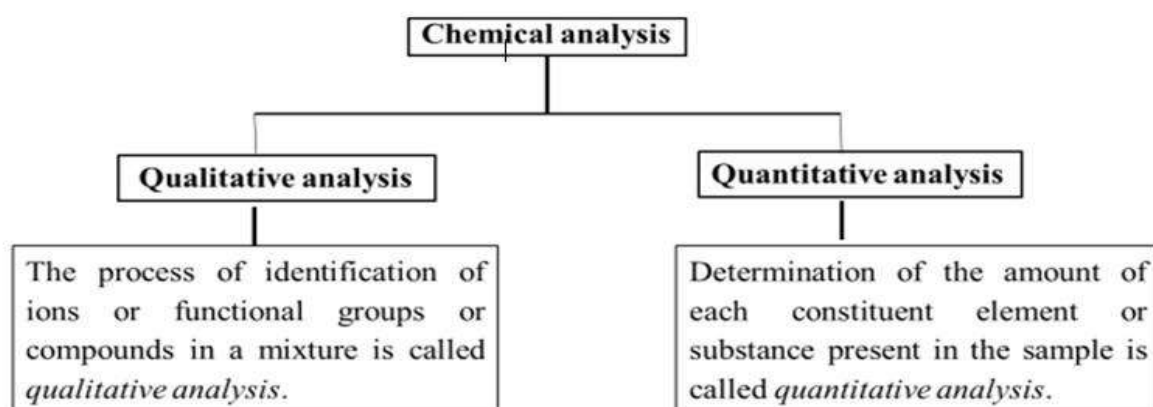 Chemical analysis
Qualitative analysis
Quantitative analysis
The process of identification of
ions or functional groups or
compounds in a mixture is called
qualitative analysis.
Determination of the amount of
each constituent element or
substance present in the sample is
called quantitative analysis.